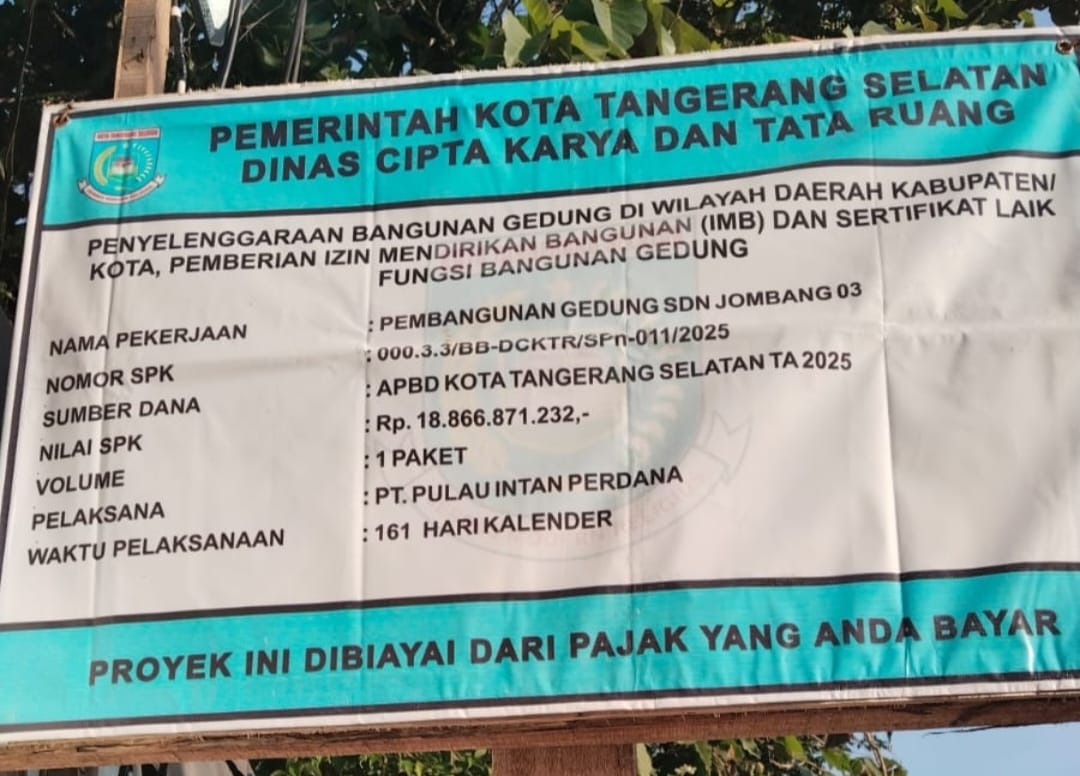 KOTA TANGERANG SELATAN
PEMERINTAH KOTA TANGERANG SELATAN
DINAS CIPTA KARYA DAN TATA RUANG
PENYELENGGARAAN BANGUNAN GEDUNG DI WILAYAH DAERAH KABUPATEN/
KOTA, PEMBERIAN IZIN MENDIRIKAN BANGUNAN (IMB) DAN SERTIFIKAT LAIK
FUNGSI BANGUNAN GEDUNG
NAMA PEKERJAAN : PEMBANGUNAN GEDUNG SDN JOMBANG 03
NOMOR SPK : 000.3.3/BB-DCKTR/SPn-011/2025
SUMBER DANA : APBD KOTA TANGERANG SELATAN TA 2025
NILAI SPK : Rp. 18.866.871.232,-
VOLUME : 1 PAKET
PELAKSANA : PT. PULAU INTAN PERDANA
WAKTU PELAKSANAAN : 161 HARI KALENDER
PROYEK INI DIBIAYAI DARI PAJAK YANG ANDA BAYAR